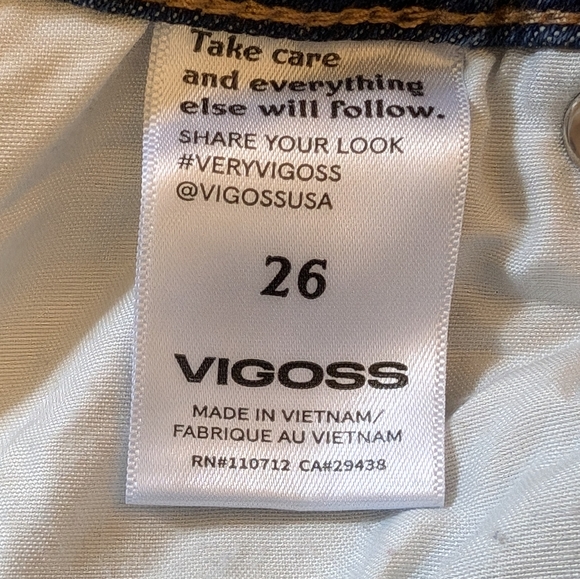 Take care
and everything
else will follow.
SHARE YOUR LOOK
#VERYVIGOSS
@VIGOSSUSA
26
VIGOSS
MADE IN VIETNAM/
FABRIQUE AU VIETNAM
RN#110712 CA#29438